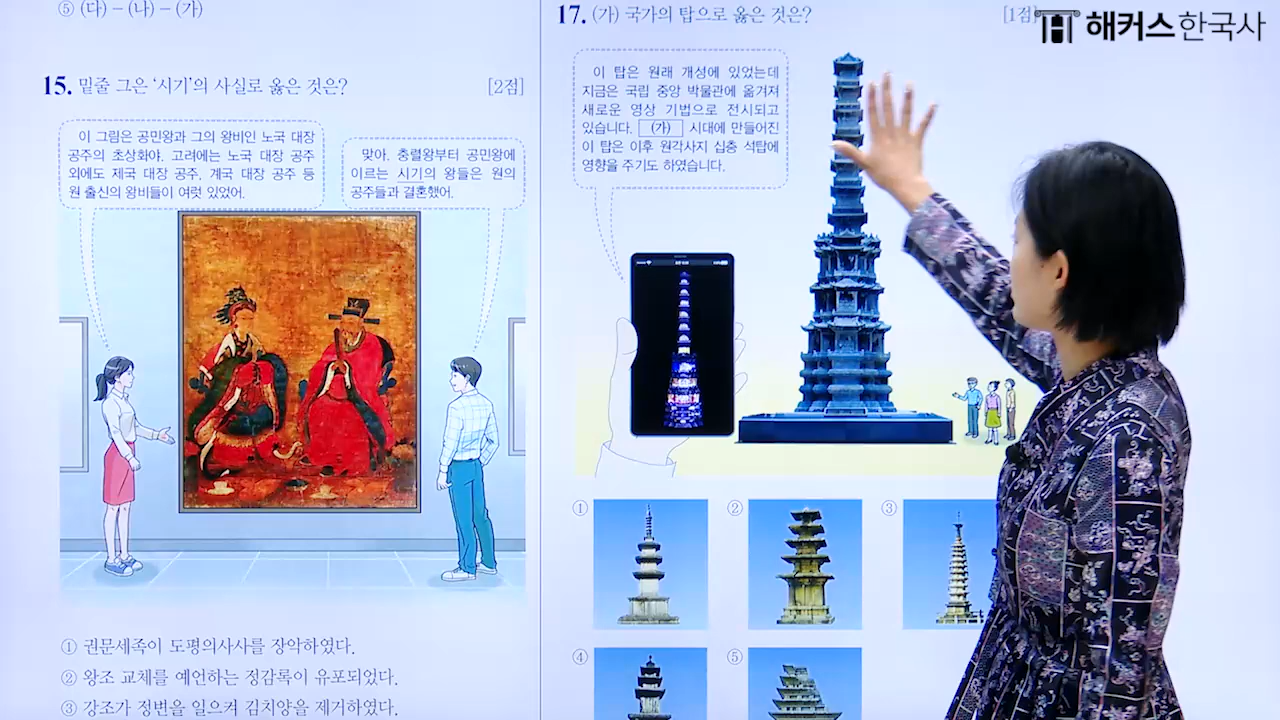 ⑤ (다) – (나) – (가)
15. 밑줄 그은 ‘시기’의 사실로 옳은 것은? [2점]
이 그림은 공민왕과 그의 왕비인 노국 대장
공주의 초상화야. 고려에는 노국 대장 공주
외에도 제국 대장 공주, 계국 대장 공주 등
원 출신의 왕비들이 여럿 있었어.
맞아. 충렬왕부터 공민왕에
이르는 시기의 왕들은 원의
공주들과 결혼했어.
① 권문세족이 도평의사사를 장악하였다.
② 왕조 교체를 예언하는 정감록이 유포되었다.
③ 강조가 정변을 일으켜 김치양을 제거하였다.
17. (가) 국가의 탑으로 옳은 것은? [1점]
해커스한국사
이 탑은 원래 개성에 있었는데
지금은 국립 중앙 박물관에 옮겨져
새로운 영상 기법으로 전시되고
있습니다. (가) 시대에 만들어진
이 탑은 이후 원각사지 십층 석탑에
영향을 주기도 하였습니다.
① ② ③
④ ⑤